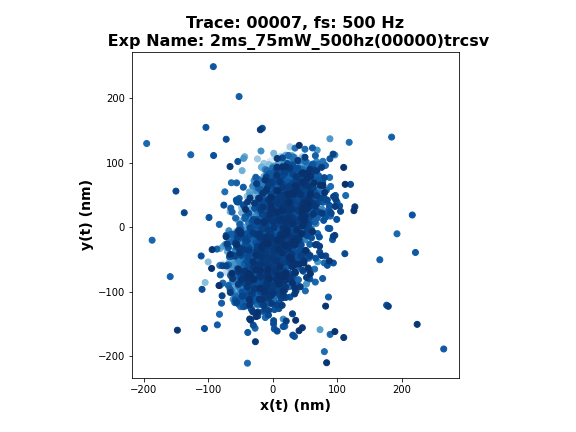 Trace: 00007, fs: 500 Hz
Exp Name: 2ms_75mW_500hz(00000)trcsv
200
100
0
−100
−200
y(t) (nm)
−200 −100 0 100 200
x(t) (nm)